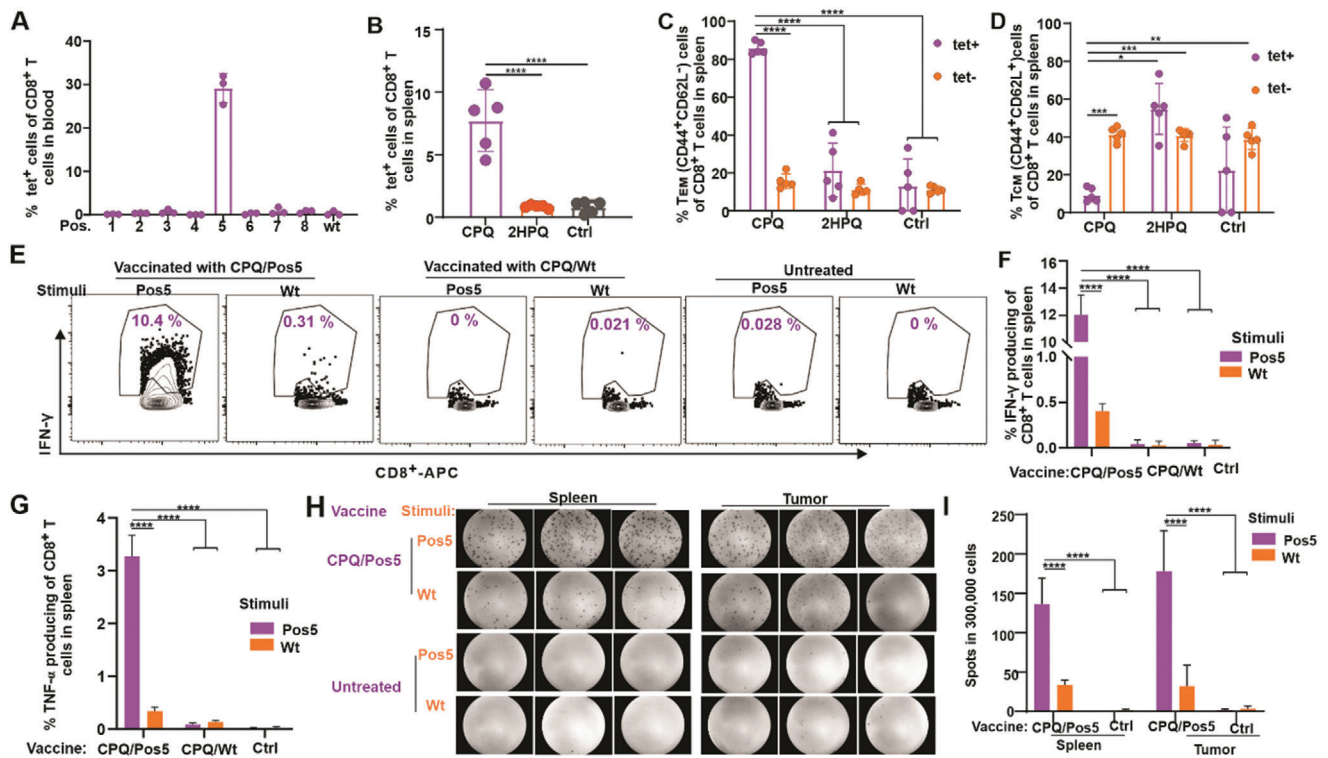 A
% tet+ cells of CD8+ T
cells in blood
40
30
20
10
0
Pos. 1 2 3 4 5 6 7 8 wt
B
% tet+ cells of CD8+ T
cells in spleen
15
10
5
0
****
****
CPQ 2HPQ Ctrl
C
% TEM (CD44+CD62L-) cells
of CD8+ T cells in spleen
100
80
60
40
20
0
****
****
****
tet+
tet-
CPQ 2HPQ Ctrl
D
% TCM (CD44+CD62L+)cells
of CD8+ T cells in spleen
100
80
60
40
20
0
**
***
*
***
tet+
tet-
CPQ 2HPQ Ctrl
E
Vaccinated with CPQ/Pos5 Vaccinated with CPQ/Wt Untreated
Stimuli Pos5 Wt Pos5 Wt Pos5 Wt
10.4 % 0.31 % 0 % 0.021 % 0.028 % 0 %
IFN-γ
CD8+-APC
F
% IFN-γ producing of
CD8+ T cells in spleen
16
14
12
10
1.0
0.5
0.0
****
****
****
Stimuli
Pos5
Wt
Vaccine: CPQ/Pos5 CPQ/Wt Ctrl
G
% TNF-α producing of CD8+ T
cells in spleen
4
3
2
1
0
****
****
****
Stimuli
Pos5
Wt
Vaccine: CPQ/Pos5 CPQ/Wt Ctrl
H
Spleen Tumor
Vaccine Stimuli:
Pos5
CPQ/Pos5
Wt
Pos5
Untreated
Wt
I
Spots in 300,000 cells
250
200
150
100
50
0
****
****
****
****
Stimuli
Pos5
Wt
Vaccine: CPQ/Pos5 Ctrl CPQ/Pos5 Ctrl
Spleen Tumor